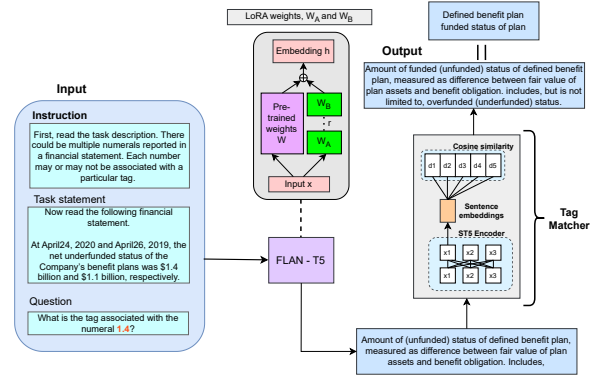 Input
Instruction
First, read the task description. There
could be multiple numerals reported in
a financial statement. Each number
may or may not be associated with a
particular tag.
Task statement
Now read the following financial
statement.
At April24, 2020 and April26, 2019, the
net underfunded status of the
Company's benefit plans was $1.4
billion and $1.1 billion, respectively.
Question
What is the tag associated with the
numeral 1.4?
LoRA weights, WA and WB
Embedding h
Pre-
trained
weights
W
WB
r
WA
Input x
FLAN - T5
Defined benefit plan
funded status of plan
Output
Amount of funded (unfunded) status of defined benefit
plan, measured as difference between fair value of
plan assets and benefit obligation. includes, but is not
limited to, overfunded (underfunded) status.
Cosine similarity
d1 d2 d3 d4 d5
Sentence
embeddings
ST5 Encoder
x1 x2 x3
x1 x2 x3
Tag
Matcher
Amount of (unfunded) status of defined benefit plan,
measured as difference between fair value of plan
assets and benefit obligation. Includes,